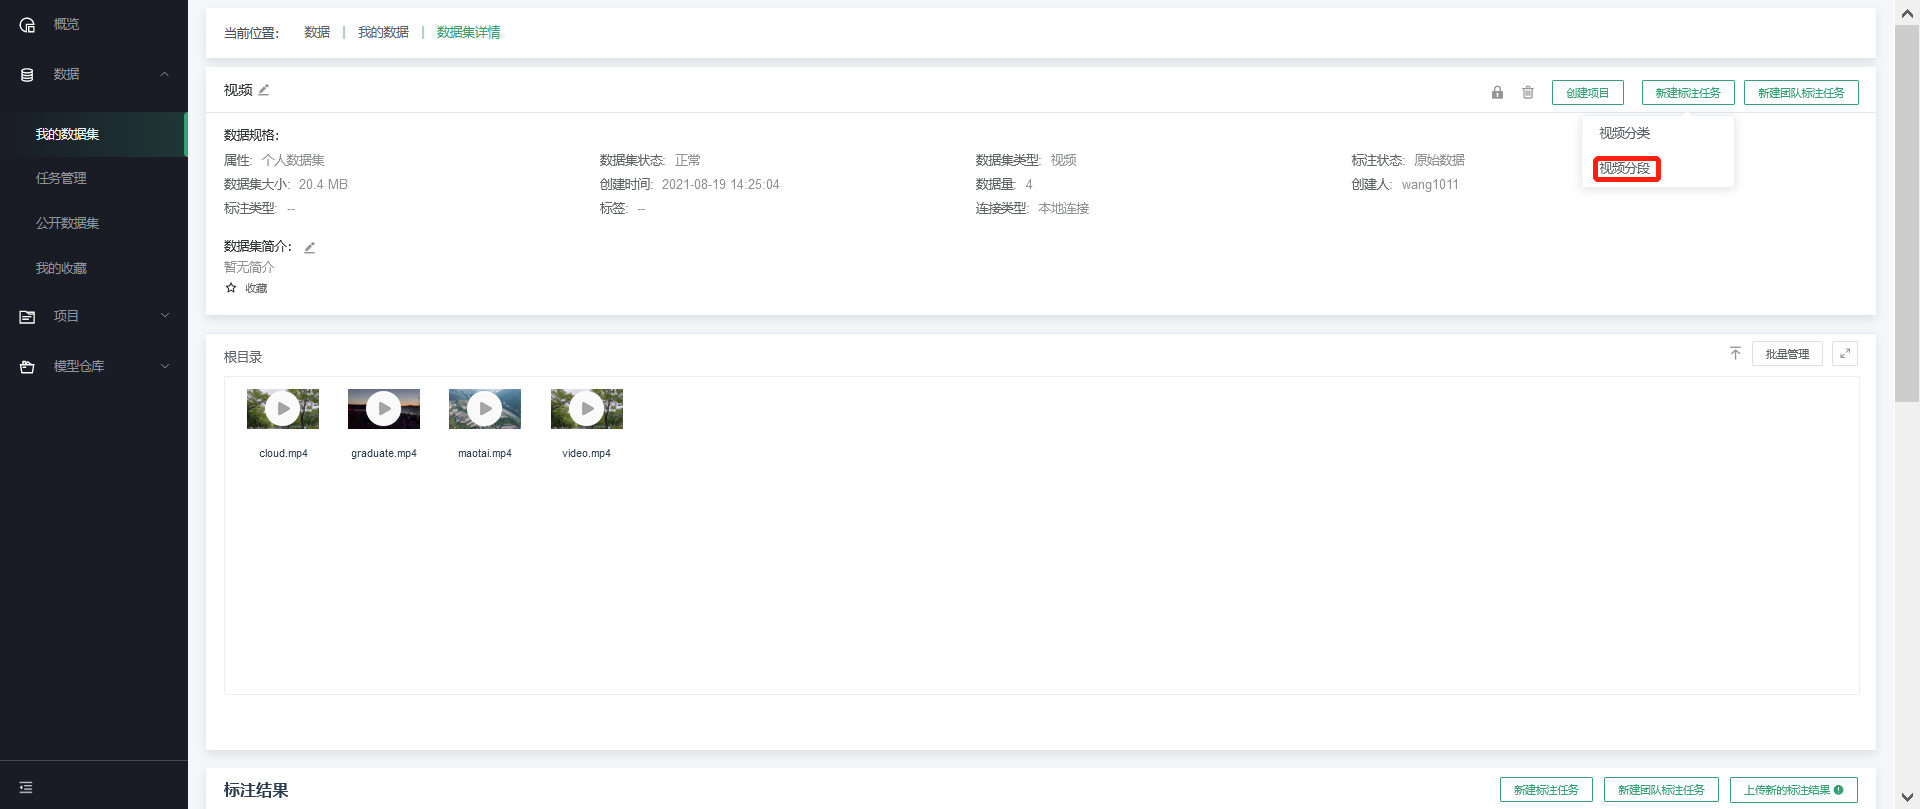 概览
数据
我的数据集
任务管理
公开数据集
我的收藏
项目
模型仓库
当前位置: 数据 | 我的数据 | 数据集详情
视频
创建项目 新建标注任务 新建团队标注任务
视频分类
视频分段
数据规格:
属性: 个人数据集 数据集状态: 正常 数据集类型: 视频 标注状态: 原始数据
数据集大小: 20.4 MB 创建时间: 2021-08-19 14:25:04 数据量: 4 创建人: wang1011
标注类型: -- 标签: -- 连接类型: 本地连接
数据集简介:
暂无简介
收藏
根目录 批量管理
cloud.mp4 graduate.mp4 maotai.mp4 video.mp4
标注结果 新建标注任务 新建团队标注任务 上传新的标注结果